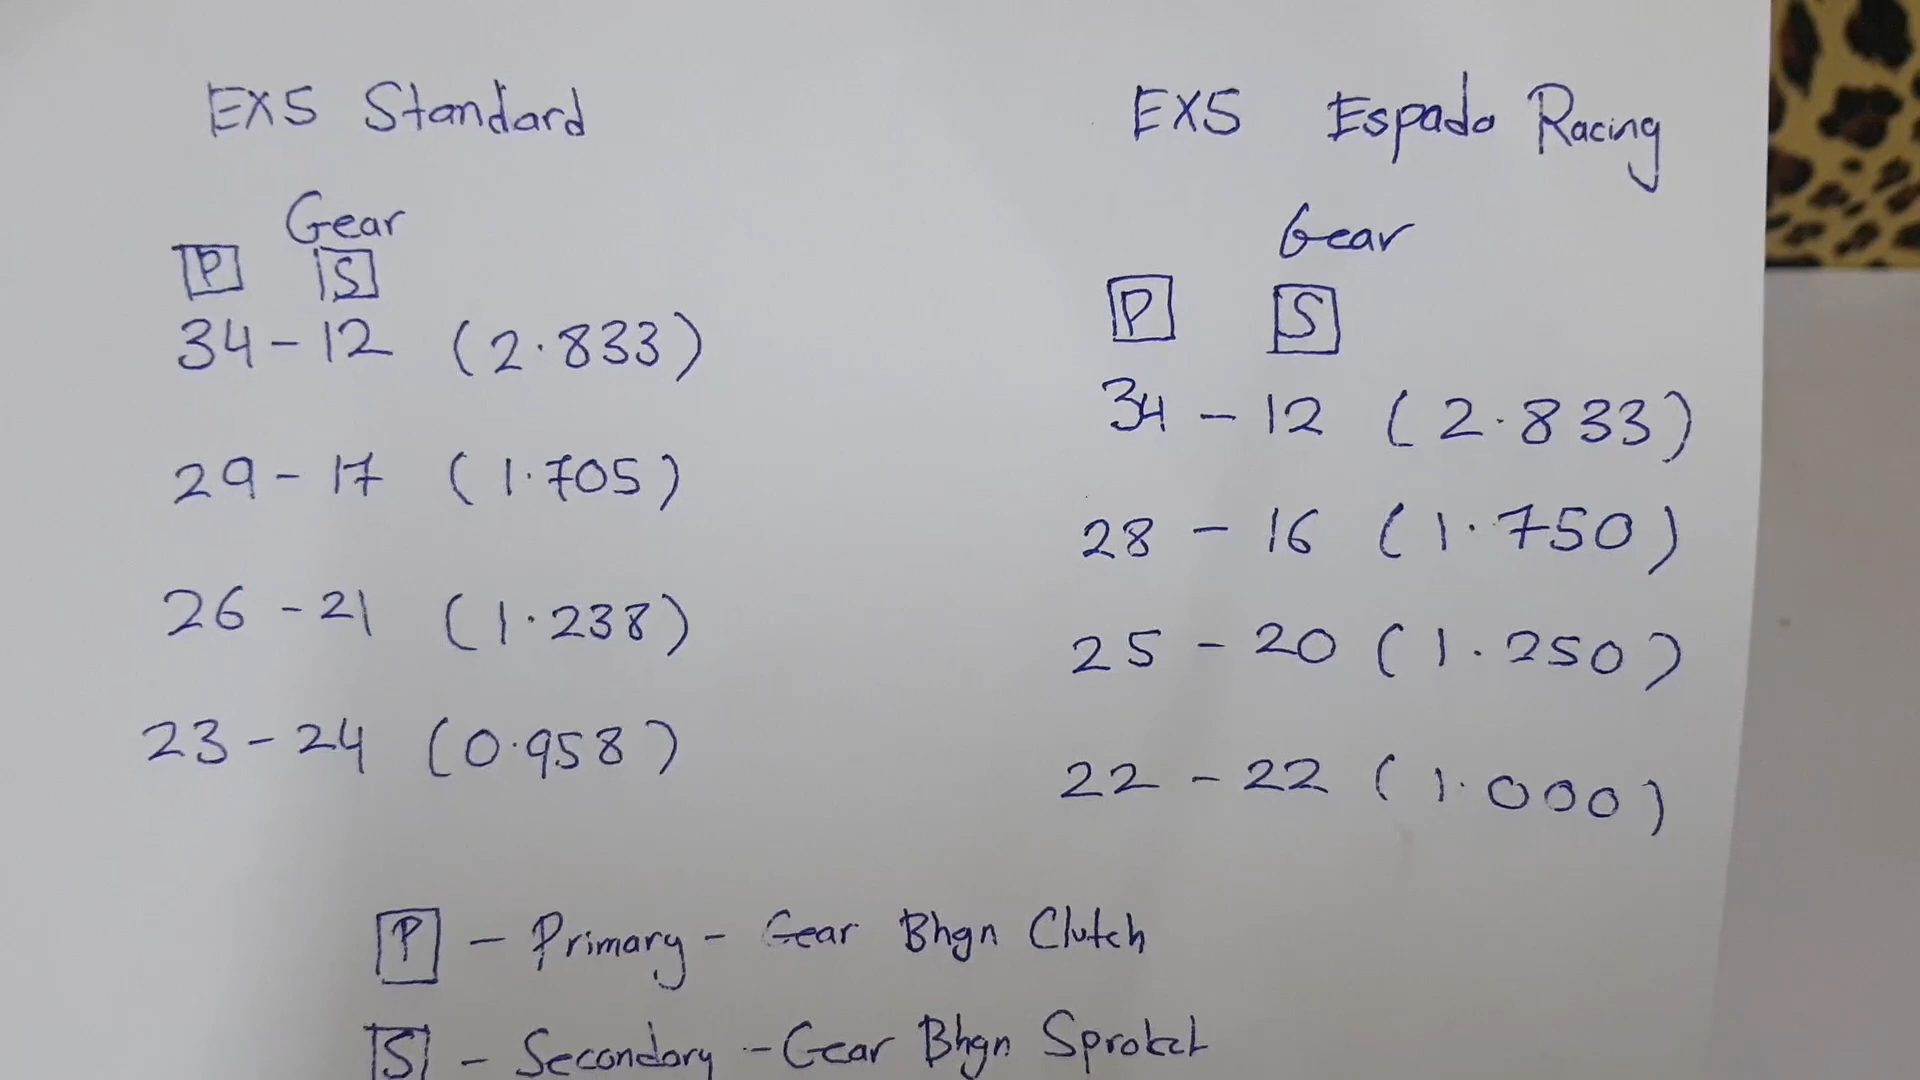 EX5 Standard
Gear
P S
34 - 12 (2.833)
29 - 17 (1.705)
26 - 21 (1.238)
23 - 24 (0.958)
EX5 Espado Racing
Gear
P S
34 - 12 (2.833)
28 - 16 (1.750)
25 - 20 (1.250)
22 - 22 (1.000)
P - Primary - Gear Bhgn Clutch
S - Secondary - Gear Bhgn Sproket